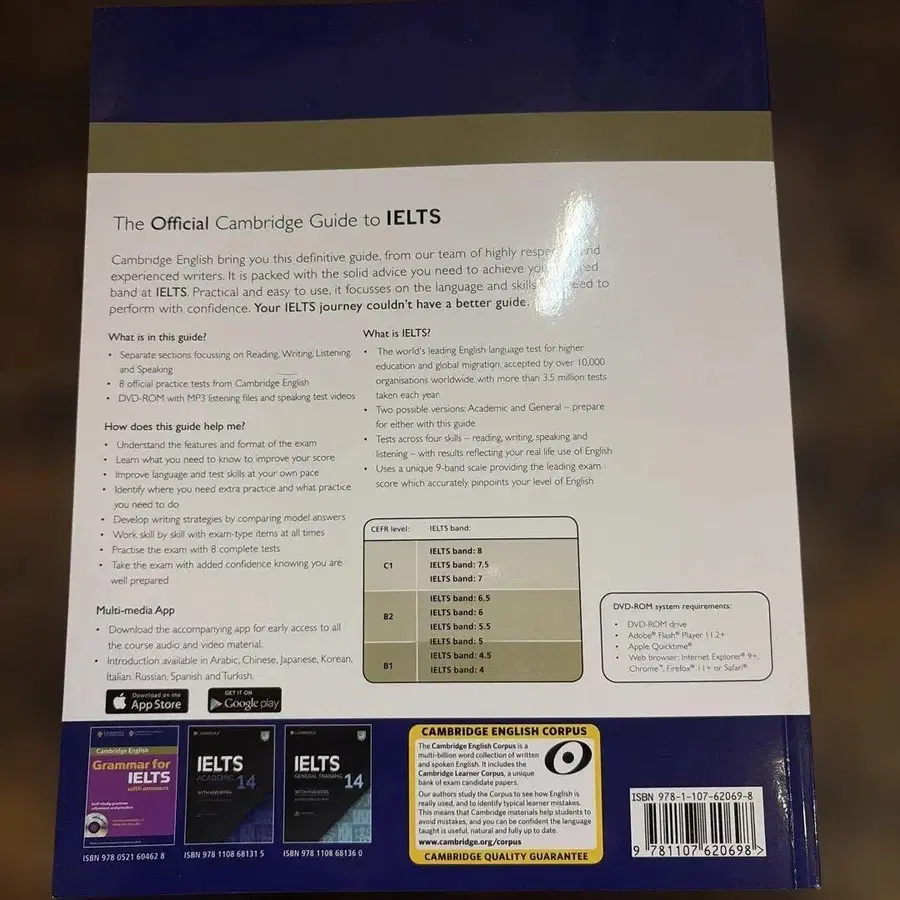 The Official Cambridge Guide to IELTS
Cambridge English bring you this definitive guide, from our team of highly and
experienced writers. It is packed with the solid advice you need to achieve
band at IELTS. Practical and easy to use, it focusses on the language and skills need to
perform with confidence. Your IELTS journey couldn't have a better guide.
What is in this guide?
• Separate sections focussing on Reading, Writing, Listening
and Speaking
• 8 official practice tests from Cambridge English
• DVD-ROM with MP3 listening files and speaking test videos
How does this guide help me?
• Understand the features and format of the exam
• Learn what you need to know to improve your score
• Improve language and test skills at your own pace
• Identify where you need extra practice and what practice
you need to do
• Develop writing strategies by comparing model answers
• Work skill by skill with exam-type items at all times
• Practise the exam with 8 complete tests
• Take the exam with added confidence knowing you are
well prepared
Multi-media App
• Download the accompanying app for early access to all
the course audio and video material.
• Introduction available in Arabic, Chinese, Japanese, Korean,
Italian, Russian, Spanish and Turkish.
Download on the
App Store
GET IT ON
Google play
What is IELTS?
• The world's leading English language test for higher
education and global migration, accepted by over 10,000
organisations worldwide with more than 3.5 million tests
taken each year
• Two possible versions: Academic and General – prepare
for either with this guide
• Tests across four skills – reading, writing, speaking and
listening – with results reflecting your real life use of English
• Uses a unique 9-band scale providing the leading exam
score which accurately pinpoints your level of English
CEFR level: IELTS band:
IELTS band: 8
C1 IELTS band: 7.5
IELTS band: 7
IELTS band: 6.5
B2 IELTS band: 6
IELTS band: 5.5
IELTS band: 5
B1 IELTS band: 4.5
IELTS band: 4
DVD-ROM system requirements:
• DVD-ROM drive
• Adobe® Flash® Player 11.2+
• Apple Quicktime®
• Web browser: Internet Explorer® 9+,
Chrome™, Firefox® 11+ or Safari®
Cambridge English
Grammar for
IELTS
with answers
Self-study grammar
reference and practice
ISBN 978 0521 60462 8
CAMBRIDGE
IELTS
ACADEMIC 14
WITH ANSWERS
ISBN 978 1108 68131 5
CAMBRIDGE
IELTS
GENERAL TRAINING 14
WITH ANSWERS
ISBN 978 1108 68136 0
CAMBRIDGE ENGLISH CORPUS
The Cambridge English Corpus is a
multi-billion word collection of written
and spoken English. It includes the
Cambridge Learner Corpus, a unique
bank of exam candidate papers.
Our authors study the Corpus to see how English is
really used, and to identify typical learner mistakes.
This means that Cambridge materials help students to
avoid mistakes, and you can be confident the language
taught is useful, natural and fully up to date.
www.cambridge.org/corpus
CAMBRIDGE QUALITY GUARANTEE
ISBN 978-1-107-62069-8
9 781107 620698 >